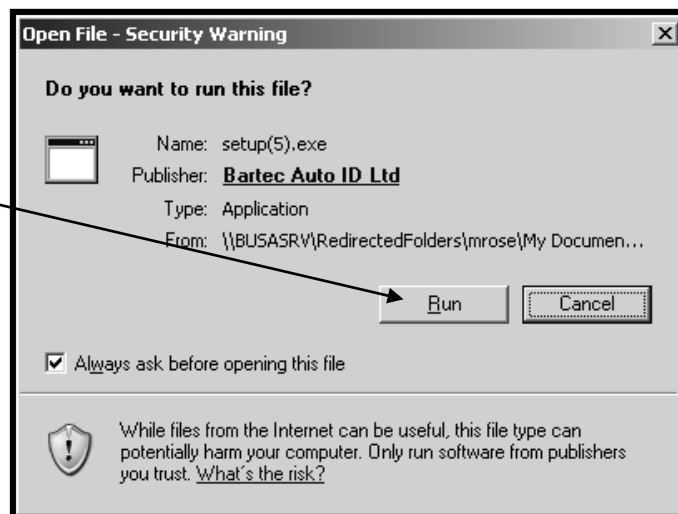 Open File - Security Warning
Do you want to run this file?
Name: setup(5).exe
Publisher: Bartec Auto ID Ltd
Type: Application
From: \\BUSASRV\RedirectedFolders\mrose\My Documen...
Run Cancel
Always ask before opening this file
While files from the Internet can be useful, this file type can
potentially harm your computer. Only run software from publishers
you trust. What's the risk?